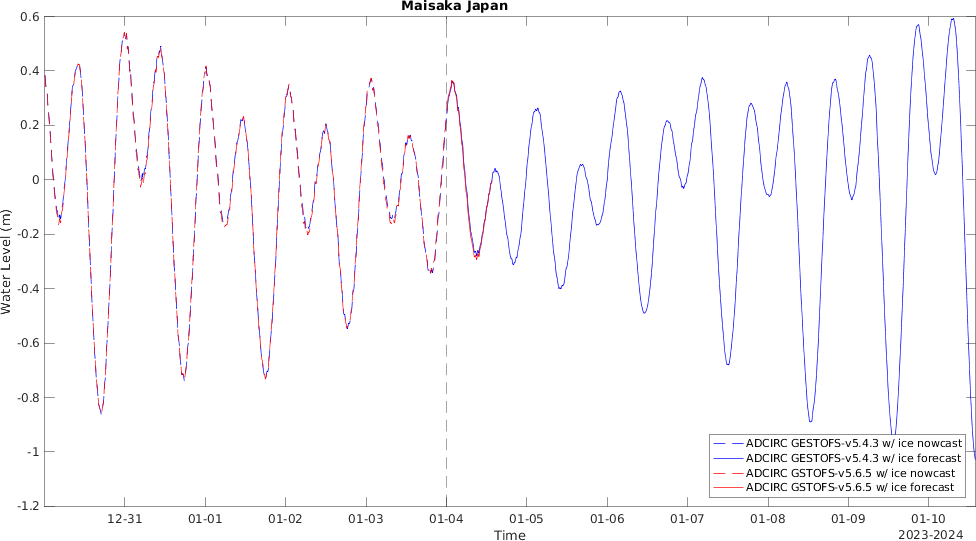 Maisaka Japan
0.6
0.4
0.2
0
-0.2
-0.4
-0.6
-0.8
-1
-1.2
Water Level (m)
ADCIRC GESTOFS-v5.4.3 w/ ice nowcast
ADCIRC GESTOFS-v5.4.3 w/ ice forecast
ADCIRC GSTOFS-v5.6.5 w/ ice nowcast
ADCIRC GSTOFS-v5.6.5 w/ ice forecast
12-31 01-01 01-02 01-03 01-04 01-05 01-06 01-07 01-08 01-09 01-10
Time
2023-2024